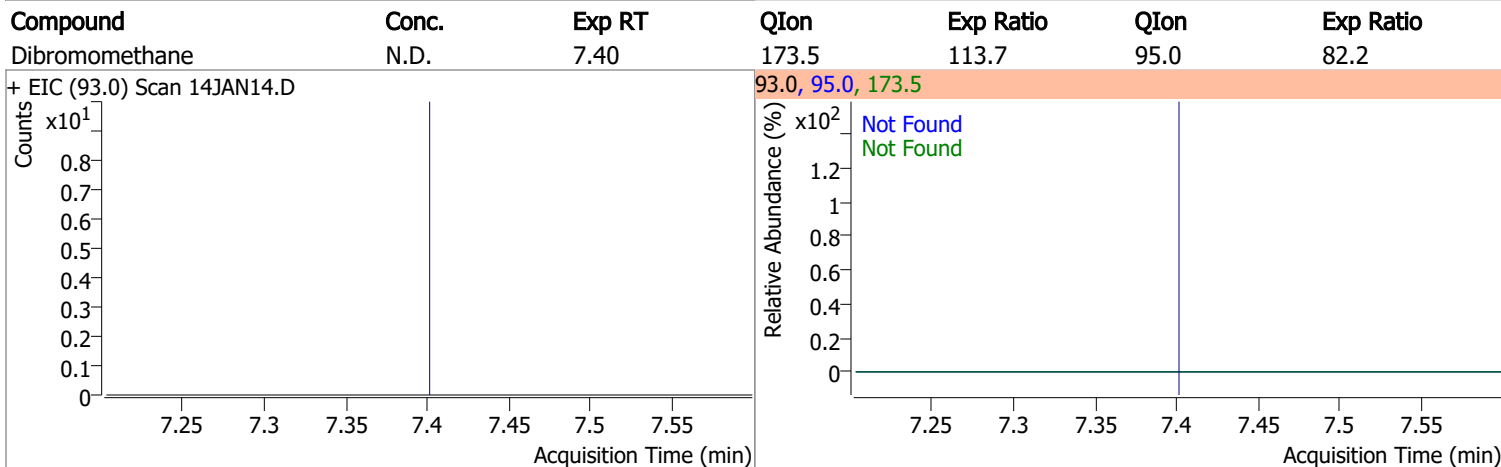 Compound Conc. Exp RT QIon Exp Ratio QIon Exp Ratio
Dibromomethane N.D. 7.40 173.5 113.7 95.0 82.2
+ EIC (93.0) Scan 14JAN14.D
Counts
x10¹
0.8
0.7
0.6
0.5
0.4
0.3
0.2
0.1
0
7.25 7.3 7.35 7.4 7.45 7.5 7.55
Acquisition Time (min)
93.0, 95.0, 173.5
Relative Abundance (%)
x10²
Not Found
Not Found
1.2
1
0.8
0.6
0.4
0.2
0
7.25 7.3 7.35 7.4 7.45 7.5 7.55
Acquisition Time (min)